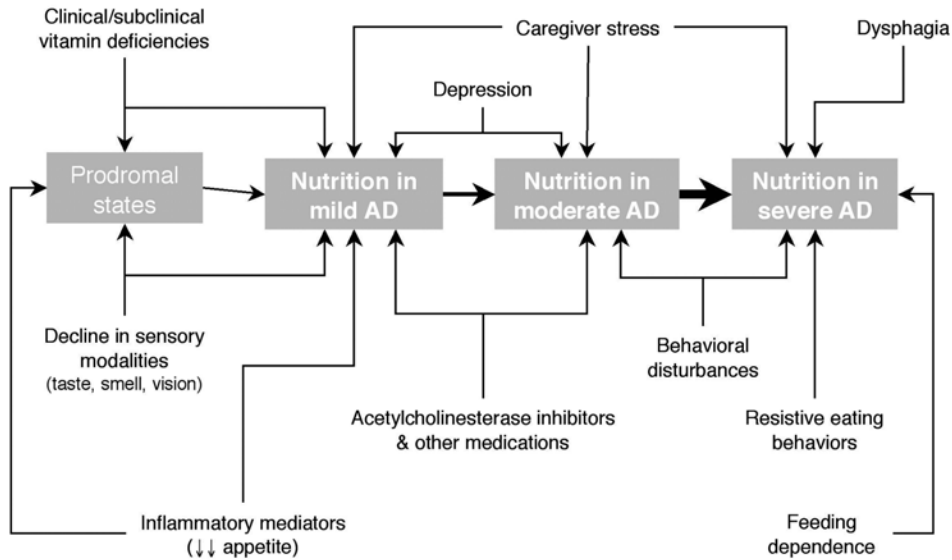 Clinical/subclinical
vitamin deficiencies
Caregiver stress
Dysphagia
Depression
Prodromal
states
Nutrition in
mild AD
Nutrition in
moderate AD
Nutrition in
severe AD
Decline in sensory
modalities
(taste, smell, vision)
Behavioral
disturbances
Acetylcholinesterase inhibitors
& other medications
Resistive eating
behaviors
Inflammatory mediators
(↓↓ appetite)
Feeding
dependence